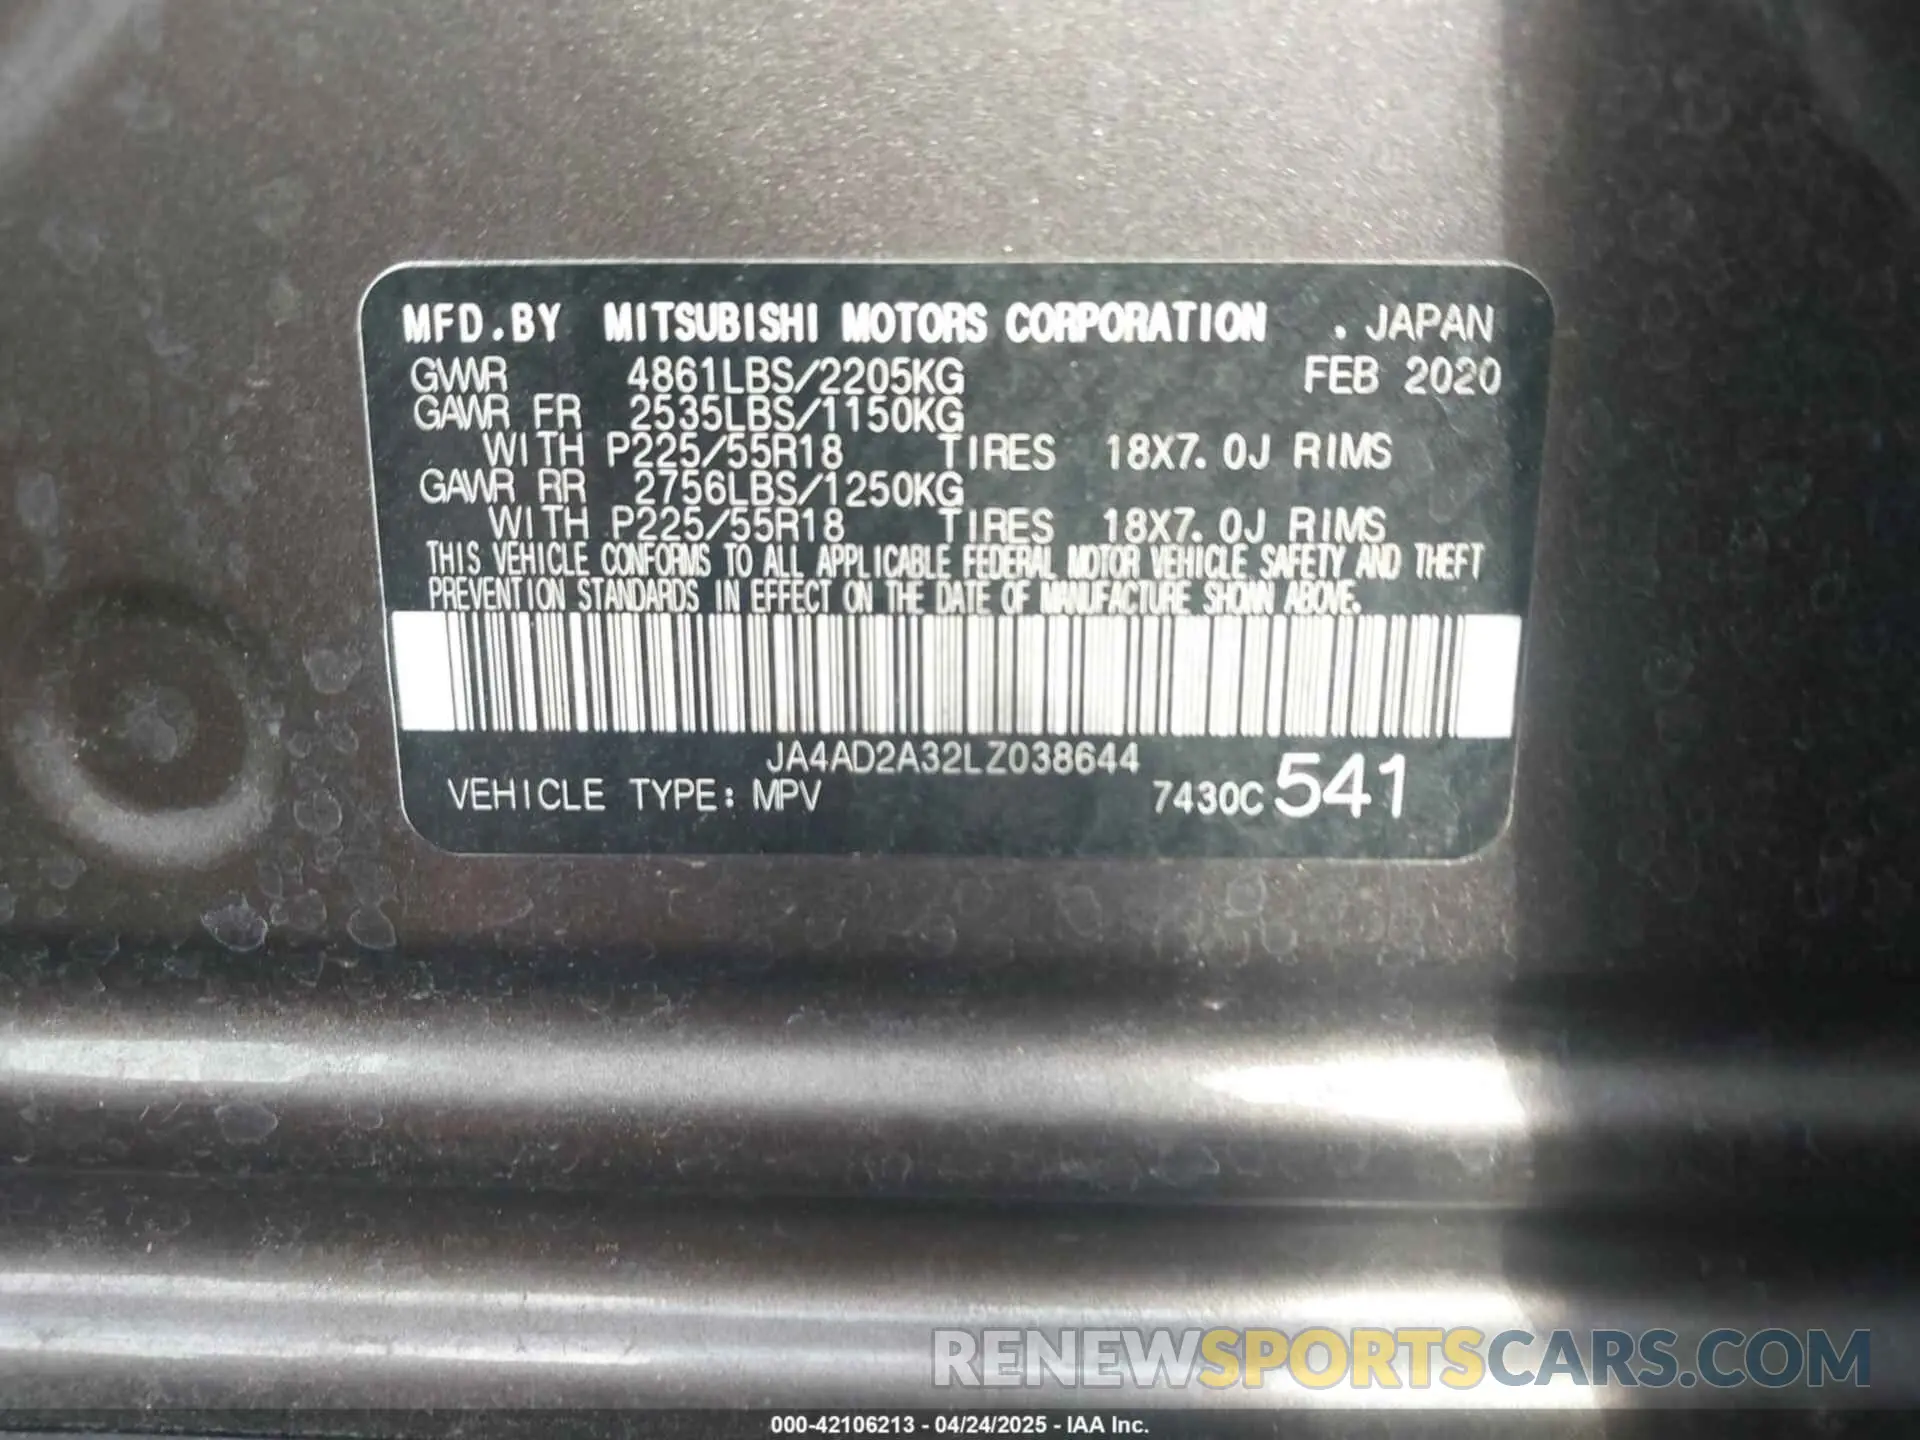 MFD.BY MITSUBISHI MOTORS CORPORATION . JAPAN
GVWR 4861LBS/2205KG FEB 2020
GAWR FR 2535LBS/1150KG
WITH P225/55R18 TIRES 18X7.0J RIMS
GAWR RR 2756LBS/1250KG
WITH P225/55R18 TIRES 18X7.0J RIMS
THIS VEHICLE CONFORMS TO ALL APPLICABLE FEDERAL MOTOR VEHICLE SAFETY AND THEFT
PREVENTION STANDARDS IN EFFECT ON THE DATE OF MANUFACTURE SHOWN ABOVE.
JA4AD2A32LZ038644
VEHICLE TYPE: MPV 7430C 541
RENEWSPORTSCARS.COM
000-42106213 - 04/24/2025 - IAA Inc.